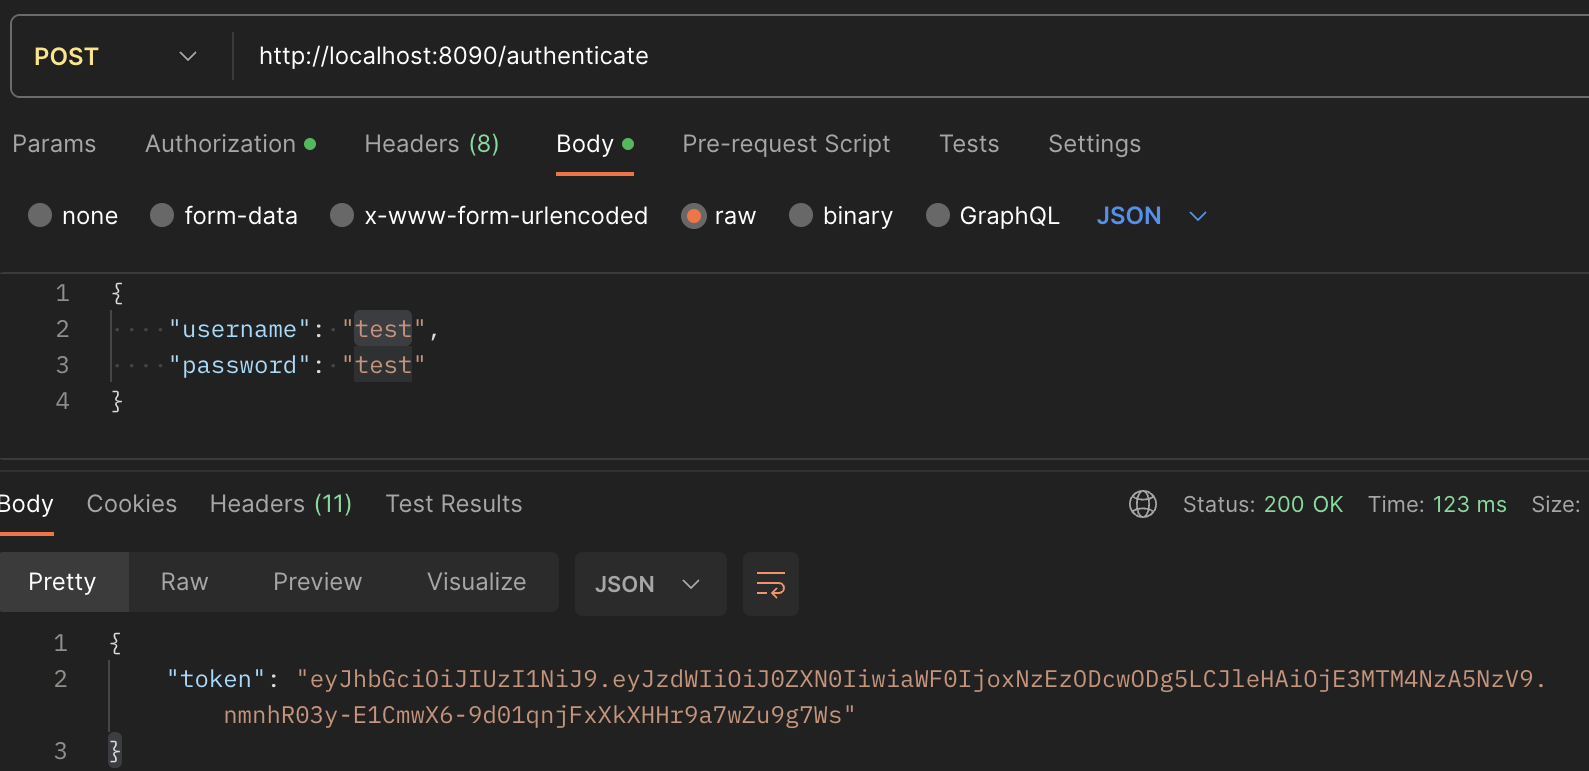 POST http://localhost:8090/authenticate
Params Authorization Headers (8) Body Pre-request Script Tests Settings
none form-data x-www-form-urlencoded raw binary GraphQL JSON
1 {
2 "username": "test",
3 "password": "test"
4 }
Body Cookies Headers (11) Test Results Status: 200 OK Time: 123 ms Size:
Pretty Raw Preview Visualize JSON
1 {
2 "token": "eyJhbGciOiJIUzI1NiJ9.eyJzdWIiOiJ0ZXN0IiwiaWF0IjoxNzEzODcwODg5LCJleHAiOjE3MTM4NzA5NzV9.
nmnhR03y-E1CmwX6-9d01qnjFxXkXHHr9a7wZu9g7Ws"
3 }